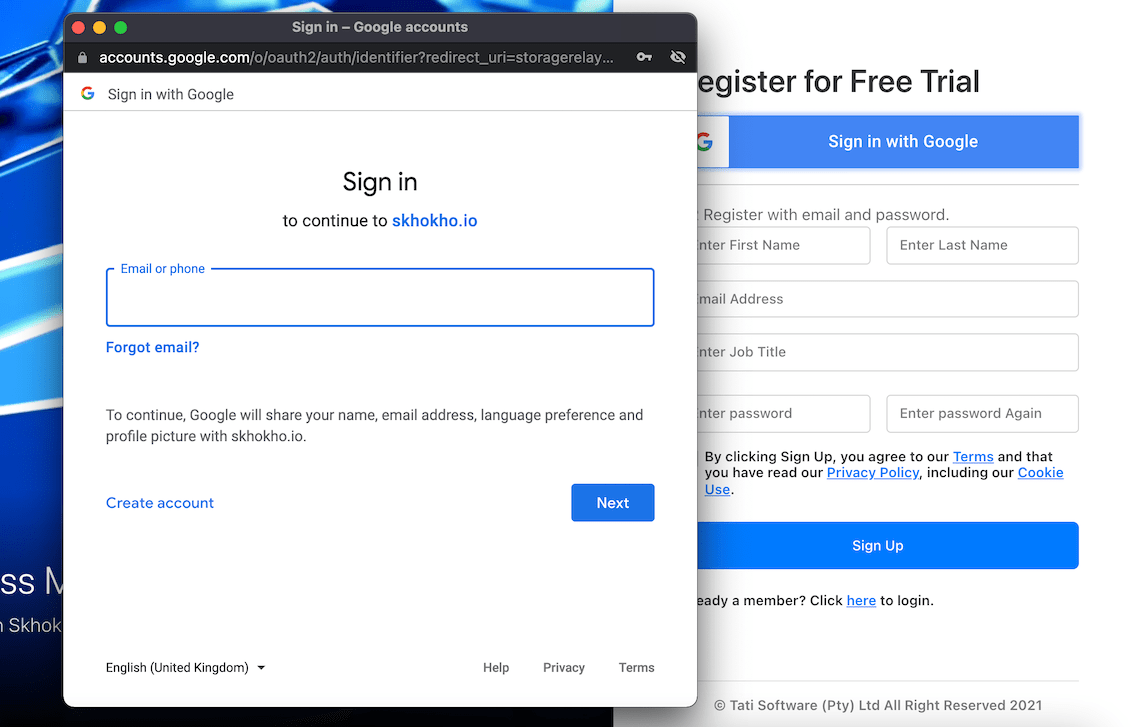 Sign in – Google accounts
accounts.google.com/o/oauth2/auth/identifier?redirect_uri=storagerelay...
Sign in with Google
Sign in
to continue to skhokho.io
Email or phone
Forgot email?
To continue, Google will share your name, email address, language preference and
profile picture with skhokho.io.
Create account
Next
English (United Kingdom)
Help Privacy Terms
egister for Free Trial
Sign in with Google
Register with email and password.
nter First Name
Enter Last Name
mail Address
nter Job Title
nter password
Enter password Again
By clicking Sign Up, you agree to our Terms and that
you have read our Privacy Policy, including our Cookie
Use.
Sign Up
eady a member? Click here to login.
© Tati Software (Pty) Ltd All Right Reserved 2021
ss M
n Skhok